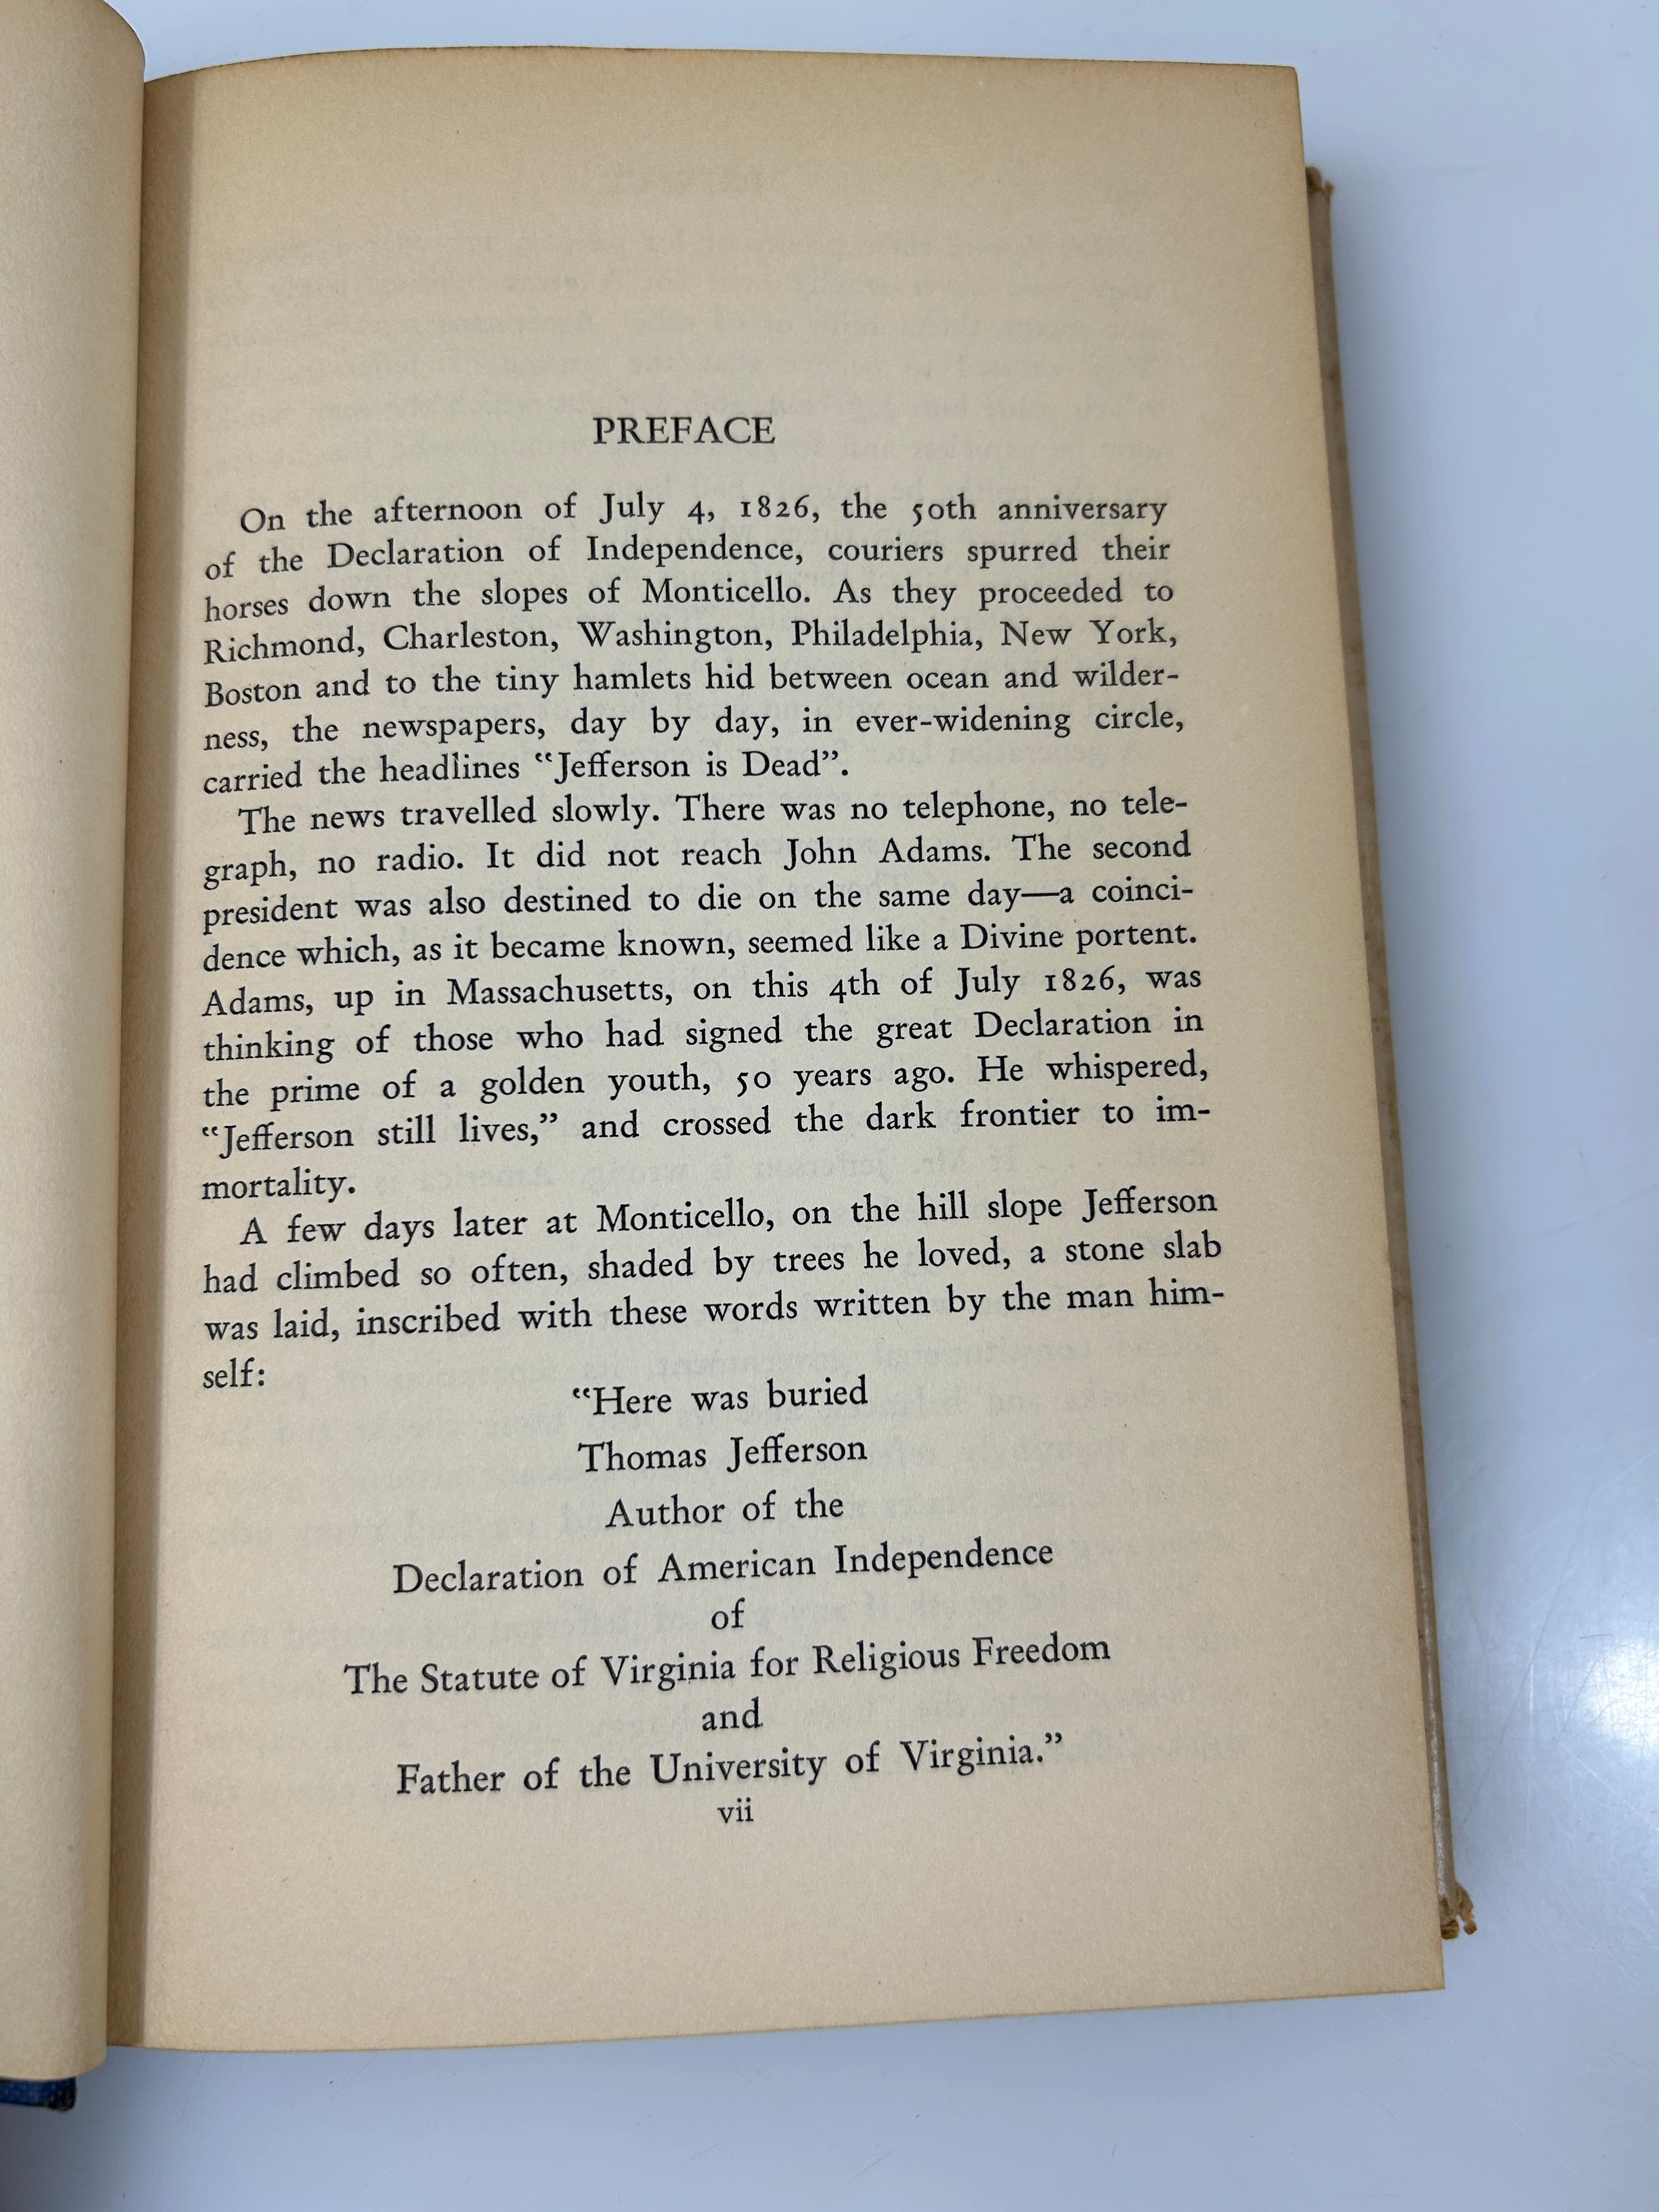 PREFACE
On the afternoon of July 4, 1826, the 50th anniversary
of the Declaration of Independence, couriers spurred their
horses down the slopes of Monticello. As they proceeded to
Richmond, Charleston, Washington, Philadelphia, New York,
Boston and to the tiny hamlets hid between ocean and wilder-
ness, the newspapers, day by day, in ever-widening circle,
carried the headlines “Jefferson is Dead”.
The news travelled slowly. There was no telephone, no tele-
graph, no radio. It did not reach John Adams. The second
president was also destined to die on the same day—a coinci-
dence which, as it became known, seemed like a Divine portent.
Adams, up in Massachusetts, on this 4th of July 1826, was
thinking of those who had signed the great Declaration in
the prime of a golden youth, 50 years ago. He whispered,
“Jefferson still lives,” and crossed the dark frontier to im-
mortality.
A few days later at Monticello, on the hill slope Jefferson
had climbed so often, shaded by trees he loved, a stone slab
was laid, inscribed with these words written by the man him-
self:
“Here was buried
Thomas Jefferson
Author of the
Declaration of American Independence
of
The Statute of Virginia for Religious Freedom
and
Father of the University of Virginia.”
vii